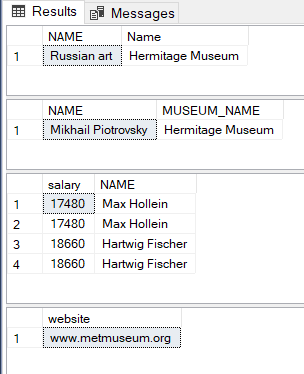 Results Messages
NAME Name
1 Russian art Hermitage Museum
NAME MUSEUM_NAME
1 Mikhail Piotrovsky Hermitage Museum
salary NAME
1 17480 Max Hollein
2 17480 Max Hollein
3 18660 Hartwig Fischer
4 18660 Hartwig Fischer
website
1 www.metmuseum.org